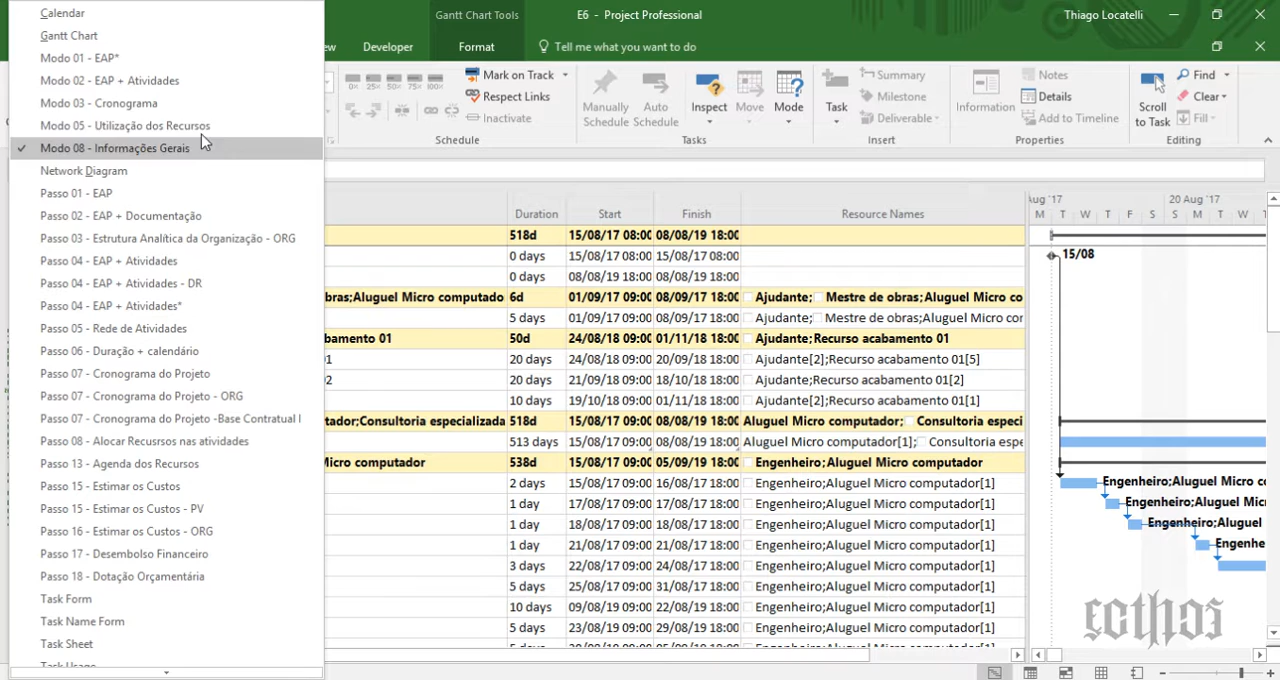 Calendar
Gantt Chart
Modo 01 - EAP*
Modo 02 - EAP + Atividades
Modo 03 - Cronograma
Modo 05 - Utilização dos Recursos
Modo 08 - Informações Gerais
Network Diagram
Passo 01 - EAP
Passo 02 - EAP + Documentação
Passo 03 - Estrutura Analítica da Organização - ORG
Passo 04 - EAP + Atividades
Passo 04 - EAP + Atividades - DR
Passo 04 - EAP + Atividades*
Passo 05 - Rede de Atividades
Passo 06 - Duração + calendário
Passo 07 - Cronograma do Projeto
Passo 07 - Cronograma do Projeto - ORG
Passo 07 - Cronograma do Projeto -Base Contratual I
Passo 08 - Alocar Recusrsos nas atividades
Passo 13 - Agenda dos Recursos
Passo 15 - Estimar os Custos
Passo 15 - Estimar os Custos - PV
Passo 16 - Estimar os Custos - ORG
Passo 17 - Desembolso Financeiro
Passo 18 - Dotação Orçamentária
Task Form
Task Name Form
Task Sheet
Task Usage
Gantt Chart Tools E6 - Project Professional Thiago Locatelli
ew Developer Format Tell me what you want to do
0% 25% 50% 75% 100%
Mark on Track
Respect Links
Inactivate
Schedule
Manually Schedule
Auto Schedule
Inspect
Move
Mode
Tasks
Task
Summary
Milestone
Deliverable
Insert
Information
Notes
Details
Add to Timeline
Properties
Scroll to Task
Find
Clear
Fill
Editing
Duration Start Finish Resource Names
518d 15/08/17 08:00 08/08/19 18:00
0 days 15/08/17 08:00 15/08/17 08:00
0 days 08/08/19 18:00 08/08/19 18:00
bras;Aluguel Micro computado 6d 01/09/17 09:00 08/09/17 18:00 Ajudante; Mestre de obras;Aluguel Micro co
5 days 01/09/17 09:00 08/09/17 18:00 Ajudante; Mestre de obras;Aluguel Micro com
bamento 01 50d 24/08/18 09:00 01/11/18 18:00 Ajudante;Recurso acabamento 01
01 20 days 24/08/18 09:00 20/09/18 18:00 Ajudante[2];Recurso acabamento 01[5]
02 20 days 21/09/18 09:00 18/10/18 18:00 Ajudante;Recurso acabamento 01[2]
10 days 19/10/18 09:00 01/11/18 18:00 Ajudante;Recurso acabamento 01[1]
tador;Consultoria especializada 518d 15/08/17 09:00 08/08/19 18:00 Aluguel Micro computador; Consultoria especi
513 days 15/08/17 09:00 08/08/19 18:00 Aluguel Micro computador[1]; Consultoria espe
Micro computador 538d 15/08/17 09:00 05/09/19 18:00 Engenheiro;Aluguel Micro computador
2 days 15/08/17 09:00 16/08/17 18:00 Engenheiro;Aluguel Micro computador[1]
1 day 17/08/17 09:00 17/08/17 18:00 Engenheiro;Aluguel Micro computador[1]
1 day 18/08/17 09:00 18/08/17 18:00 Engenheiro;Aluguel Micro computador[1]
1 day 21/08/17 09:00 21/08/17 18:00 Engenheiro;Aluguel Micro computador[1]
3 days 22/08/17 09:00 24/08/17 18:00 Engenheiro;Aluguel Micro computador[1]
5 days 25/08/17 09:00 31/08/17 18:00 Engenheiro;Aluguel Micro computador[1]
10 days 09/08/19 09:00 22/08/19 18:00 Engenheiro;Aluguel Micro computador[1]
5 days 23/08/19 09:00 29/08/19 18:00 Engenheiro;Aluguel Micro computador[1]
Aug '17 20 Aug '17
M T W T F S S M T W
15/08
Engenheiro;Aluguel Micro co
Engenheiro;Aluguel Micr
Engenheiro;Aluguel
Engenhe
ecthos